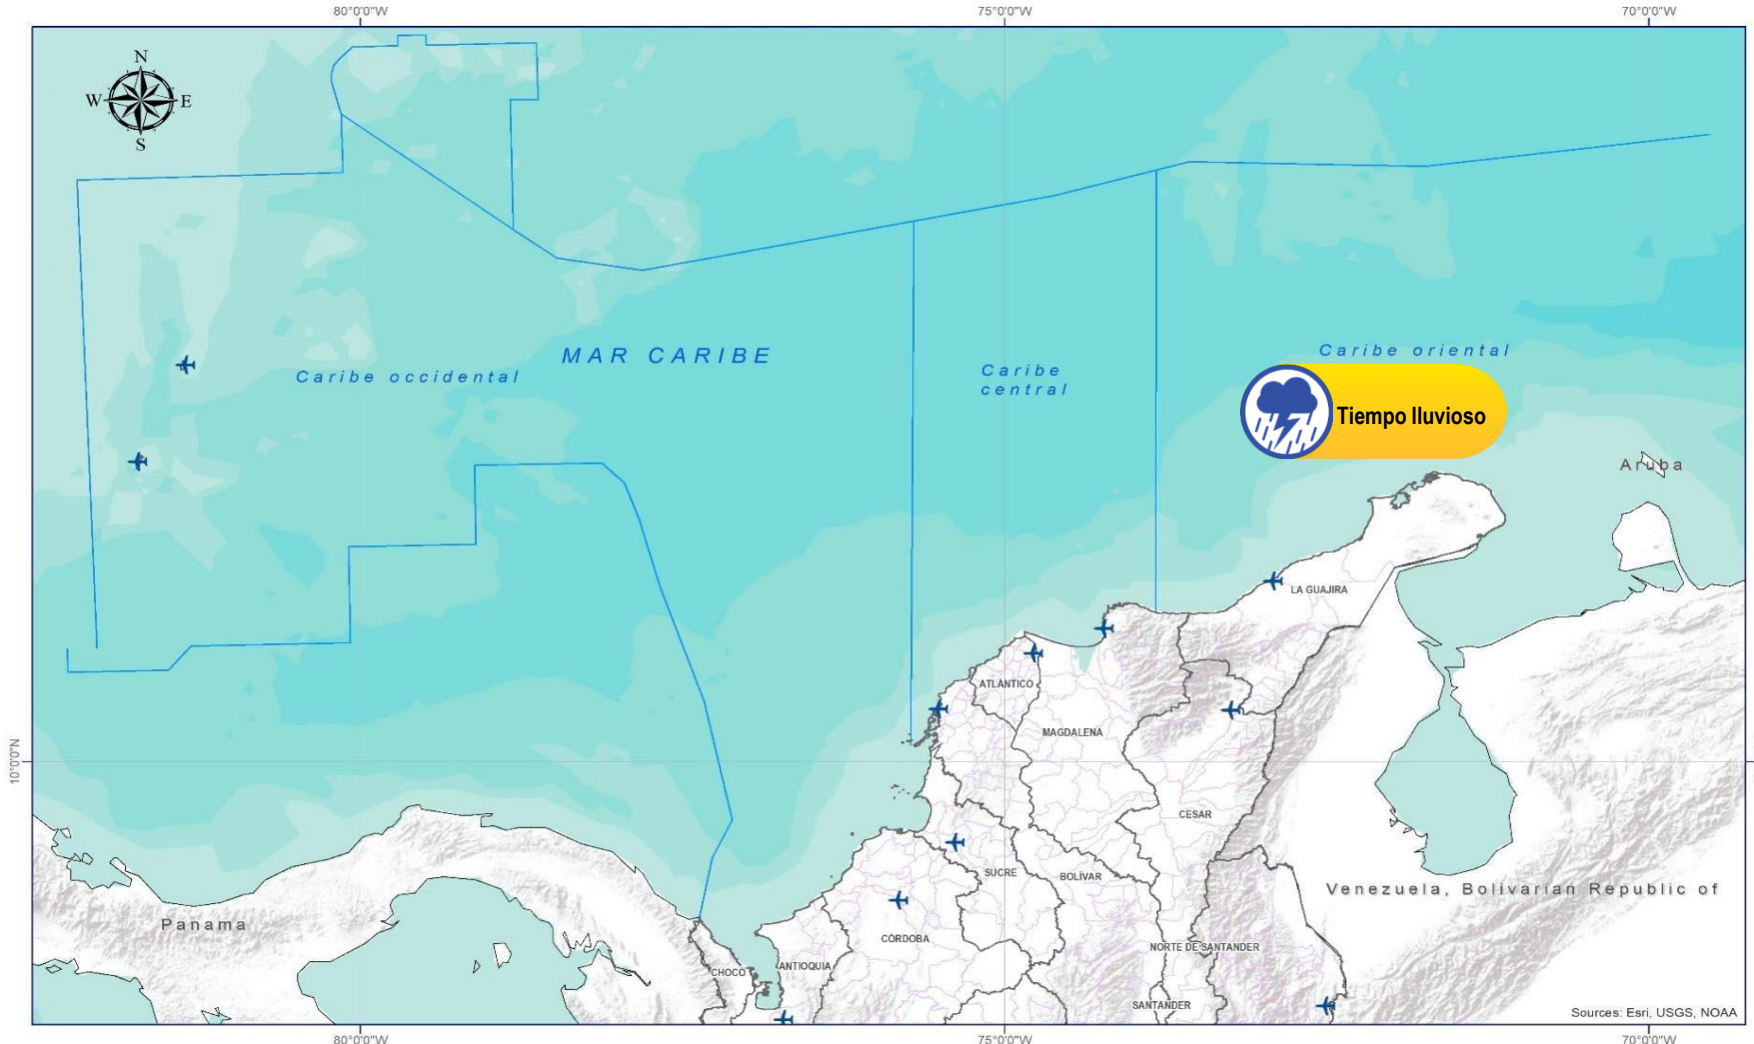 80°0'0"W
75°0'0"W
70°0'0"W
N
W
E
S
MAR CARIBE
Caribe occidental
Caribe
central
Caribe oriental
Tiempo lluvioso
Aruba
LA GUAJIRA
ATLÁNTICO
MAGDALENA
10°0'0"N
CESAR
SUCRE
BOLÍVAR
Venezuela, Bolivarian Republic of
Panama
CÓRDOBA
NORTE DE SANTANDER
CHOCÓ
ANTIOQUIA
SANTANDER
Sources: Esri, USGS, NOAA
80°0'0"W
75°0'0"W
70°0'0"W